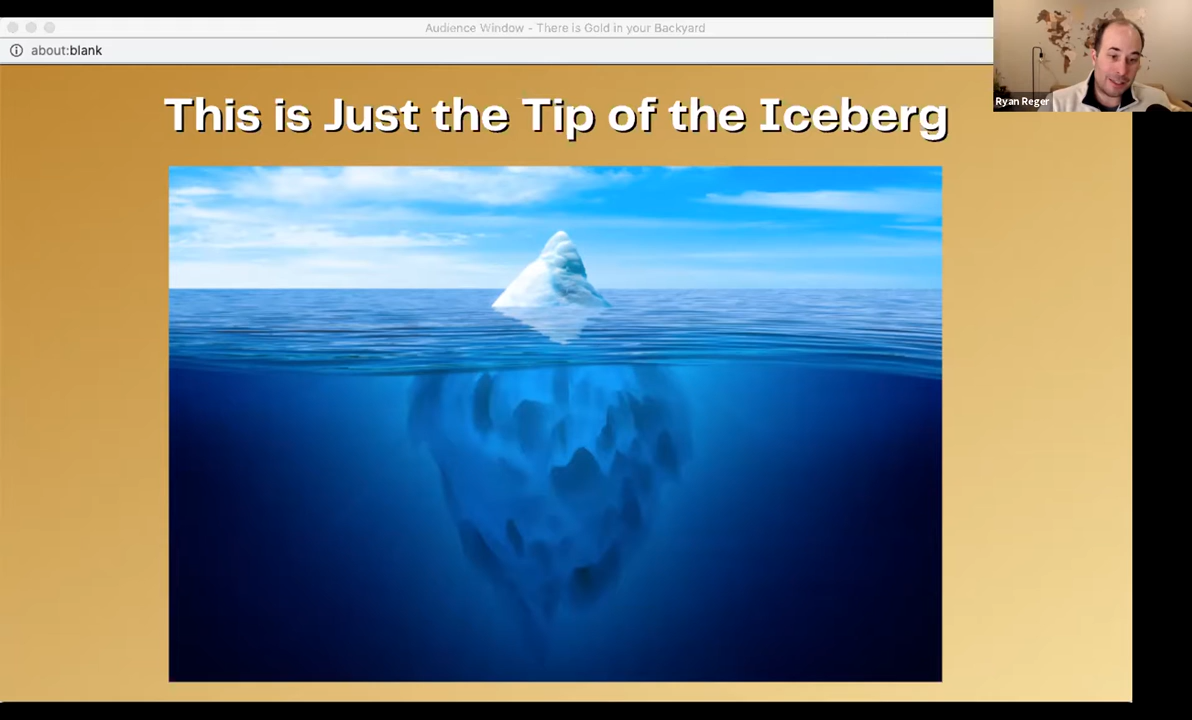 Audience Window - There is Gold in your Backyard
about:blank
This is Just the Tip of the Iceberg
Ryan Reger